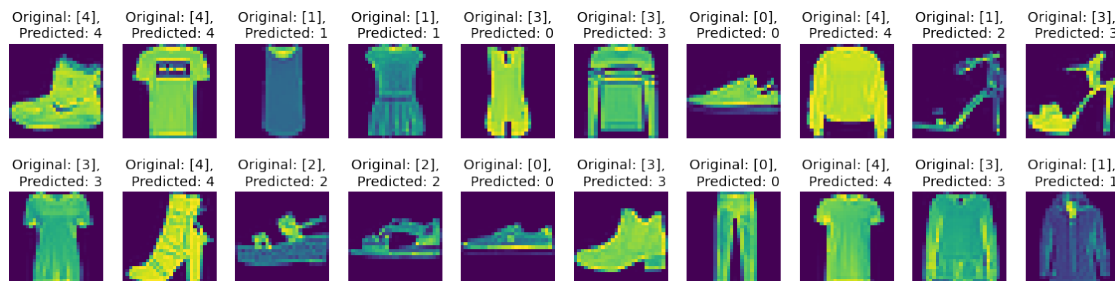 Original: [4],
Predicted: 4
Original: [4],
Predicted: 4
Original: [1],
Predicted: 1
Original: [1],
Predicted: 1
Original: [3],
Predicted: 0
Original: [3],
Predicted: 3
Original: [0],
Predicted: 0
Original: [4],
Predicted: 4
Original: [1],
Predicted: 2
Original: [3],
Predicted: 3
Original: [3],
Predicted: 3
Original: [4],
Predicted: 4
Original: [2],
Predicted: 2
Original: [2],
Predicted: 2
Original: [0],
Predicted: 0
Original: [3],
Predicted: 3
Original: [0],
Predicted: 0
Original: [4],
Predicted: 4
Original: [3],
Predicted: 3
Original: [1],
Predicted: 1